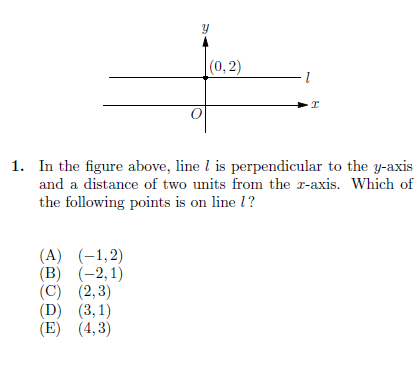 y
(0, 2)
l
x
O
1. In the figure above, line l is perpendicular to the y-axis
and a distance of two units from the x-axis. Which of
the following points is on line l?
(A) (−1, 2)
(B) (−2, 1)
(C) (2, 3)
(D) (3, 1)
(E) (4, 3)